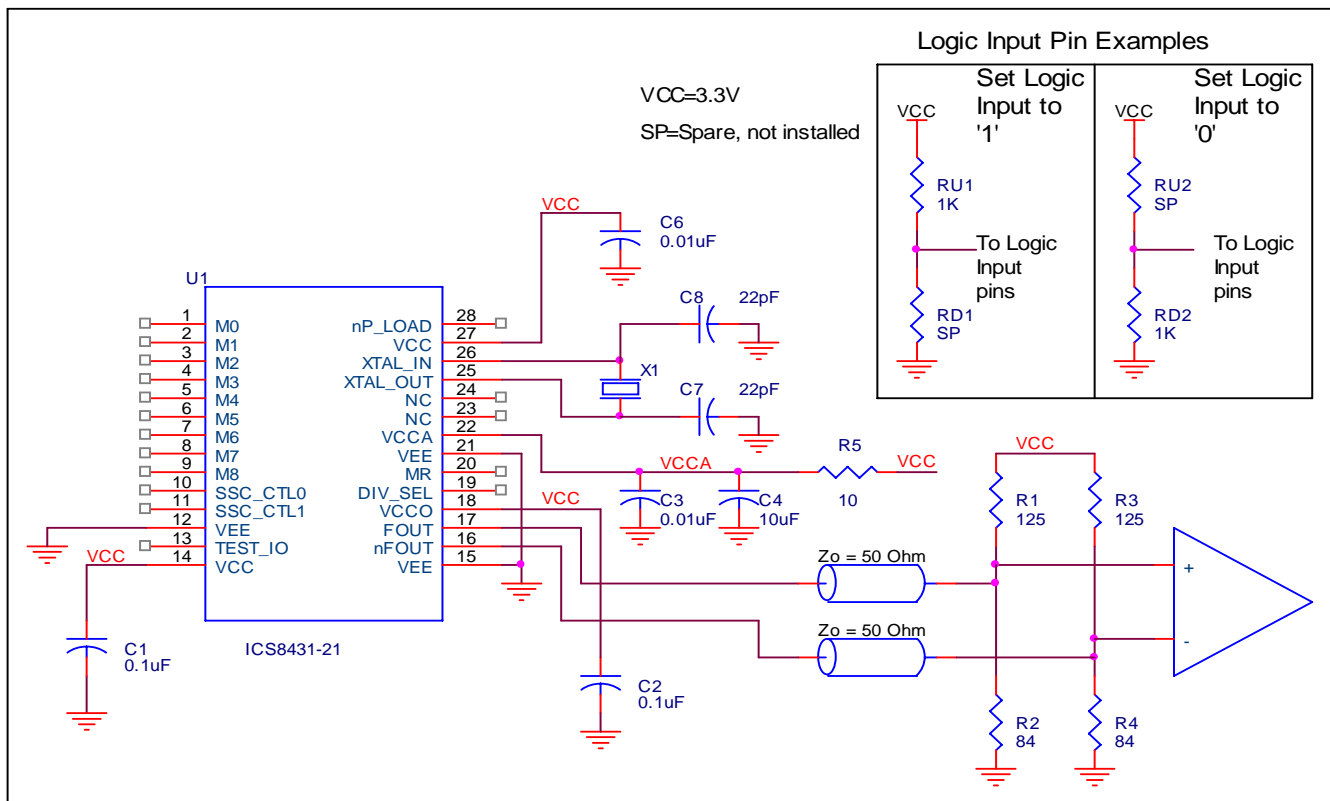 Logic Input Pin Examples
VCC=3.3V
SP=Spare, not installed
Set Logic
Input to
'1'
VCC
RU1
1K
To Logic
Input
pins
RD1
SP
Set Logic
Input to
'0'
VCC
RU2
SP
To Logic
Input
pins
RD2
1K
VCC
C6
0.01uF
U1
1 M0
2 M1
3 M2
4 M3
5 M4
6 M5
7 M6
8 M7
9 M8
10 SSC_CTL0
11 SSC_CTL1
12 VEE
13 TEST_IO
14 VCC
nP_LOAD 28
VCC 27
XTAL_IN 26
XTAL_OUT 25
NC 24
NC 23
VCCA 22
VEE 21
MR 20
DIV_SEL 19
VCCO 18
FOUT 17
nFOUT 16
VEE 15
ICS8431-21
C8 22pF
X1
C7 22pF
VCCA
R5
10
VCC
C3
0.01uF
C4
10uF
VCC
VCC
C1
0.1uF
C2
0.1uF
Zo = 50 Ohm
Zo = 50 Ohm
VCC
R1
125
R3
125
+
-
R2
84
R4
84